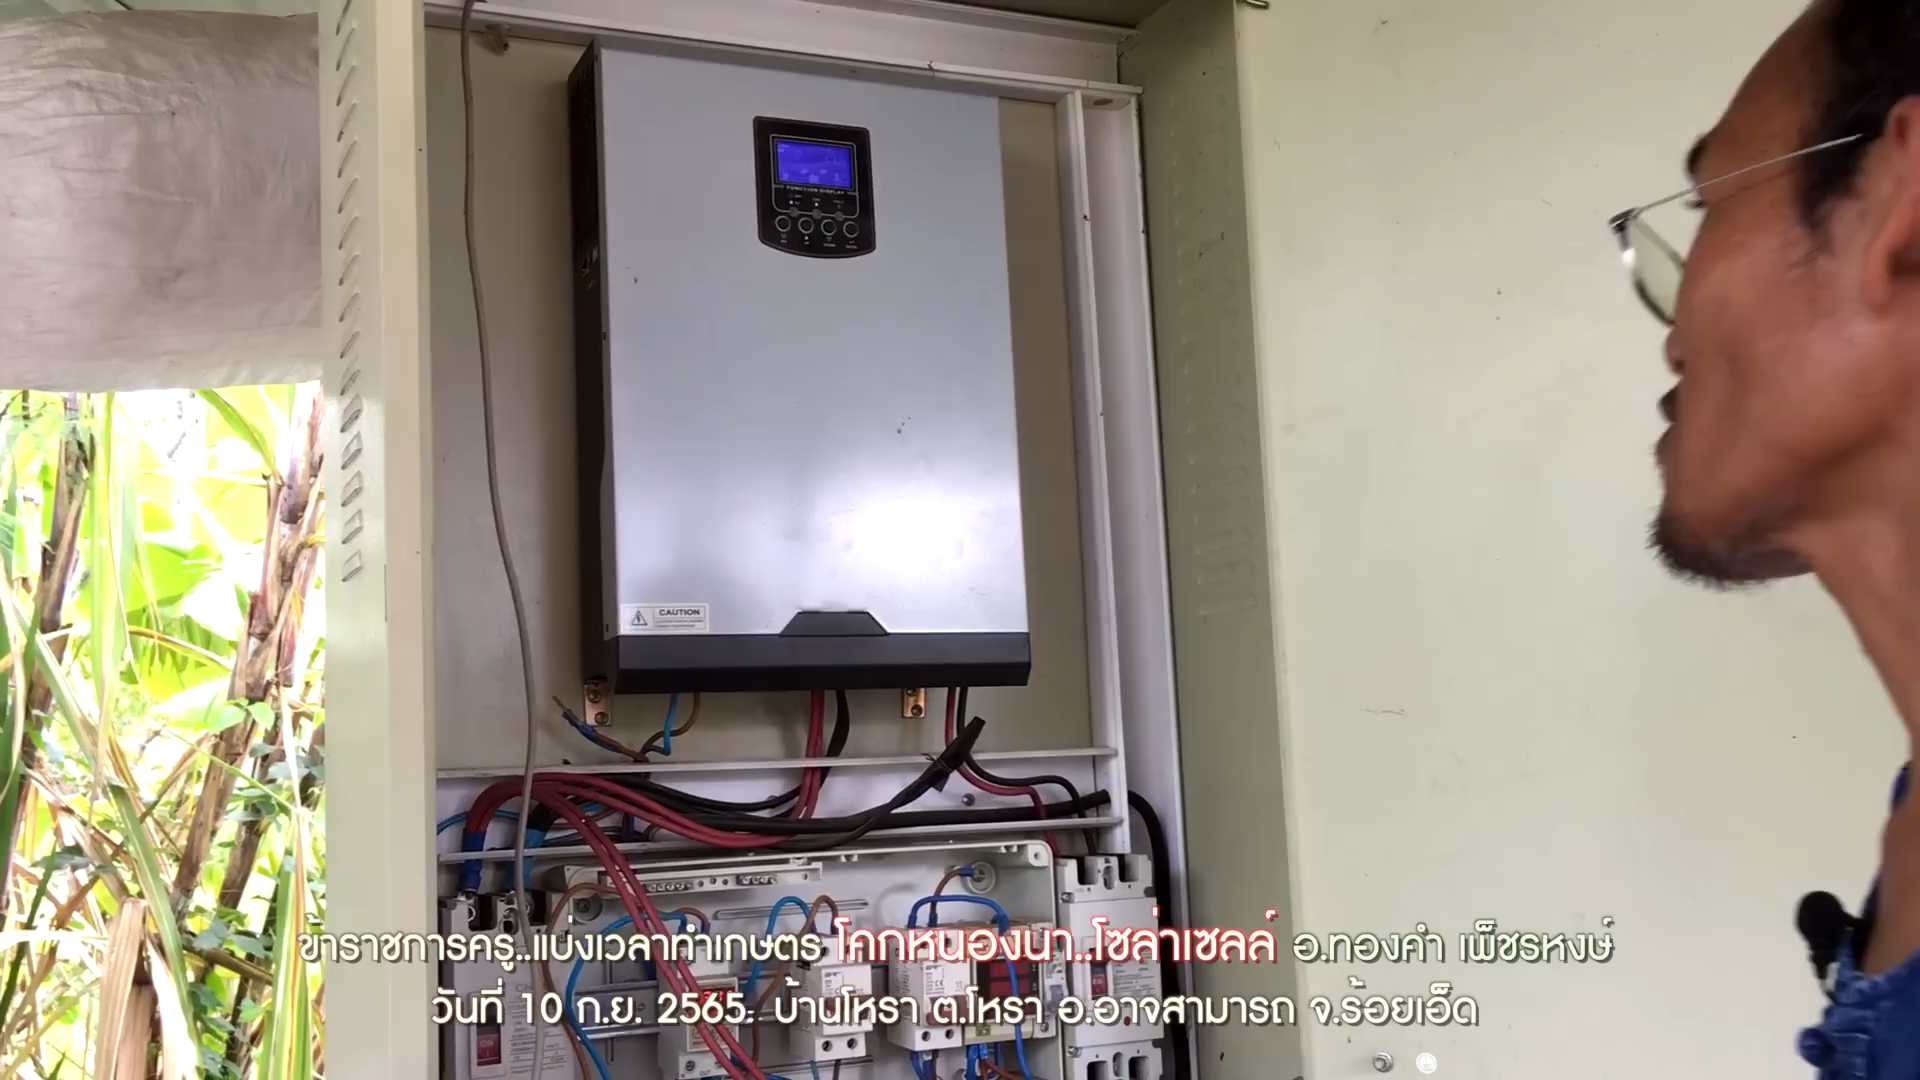 FUNCTION DISPLAY
CAUTION
ข้าราชการครู..แบ่งเวลาทำเกษตร โคกหนองนา..โซล่าเซลล์ อ.ทองคำ เพ็ชรหงษ์
วันที่ 10 ก.ย. 2565 บ้านโหรา ต.โหรา อ.อาจสามารถ จ.ร้อยเอ็ด
ON
OUT